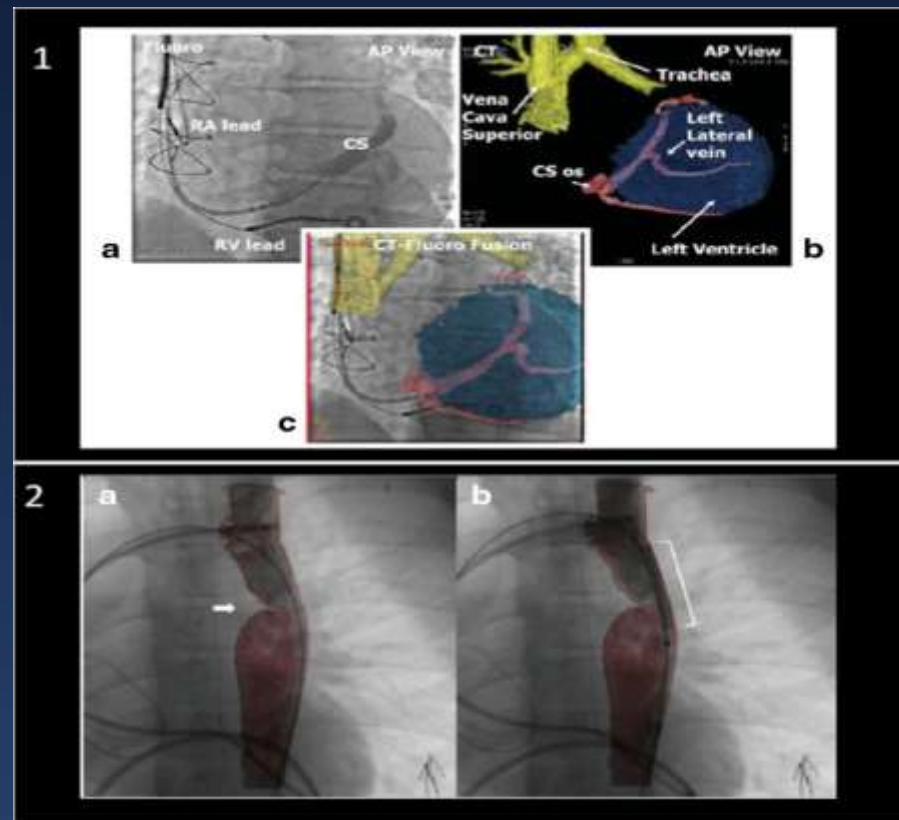 1
Fluoro
AP View
RA lead
CS
RV lead
a
CT
AP View
Trachea
Vena
Cava
Superior
Left
Lateral
vein
CS os
Left Ventricle
b
CT-Fluoro Fusion
c
2
a
b